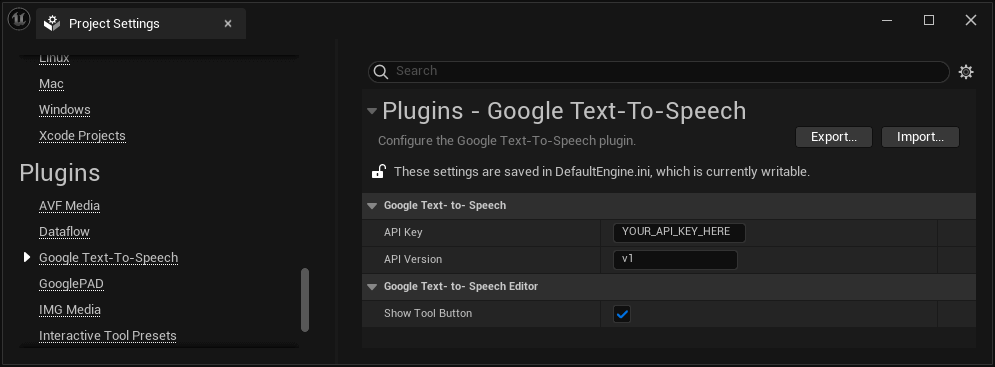 Project Settings
Linux
Mac
Windows
Xcode Projects
Plugins
AVF Media
Dataflow
Google Text-To-Speech
GooglePAD
IMG Media
Interactive Tool Presets
Search
Plugins - Google Text-To-Speech
Configure the Google Text-To-Speech plugin.
Export...
Import...
These settings are saved in DefaultEngine.ini, which is currently writable.
Google Text- to- Speech
API Key
YOUR_API_KEY_HERE
API Version
v1
Google Text- to- Speech Editor
Show Tool Button